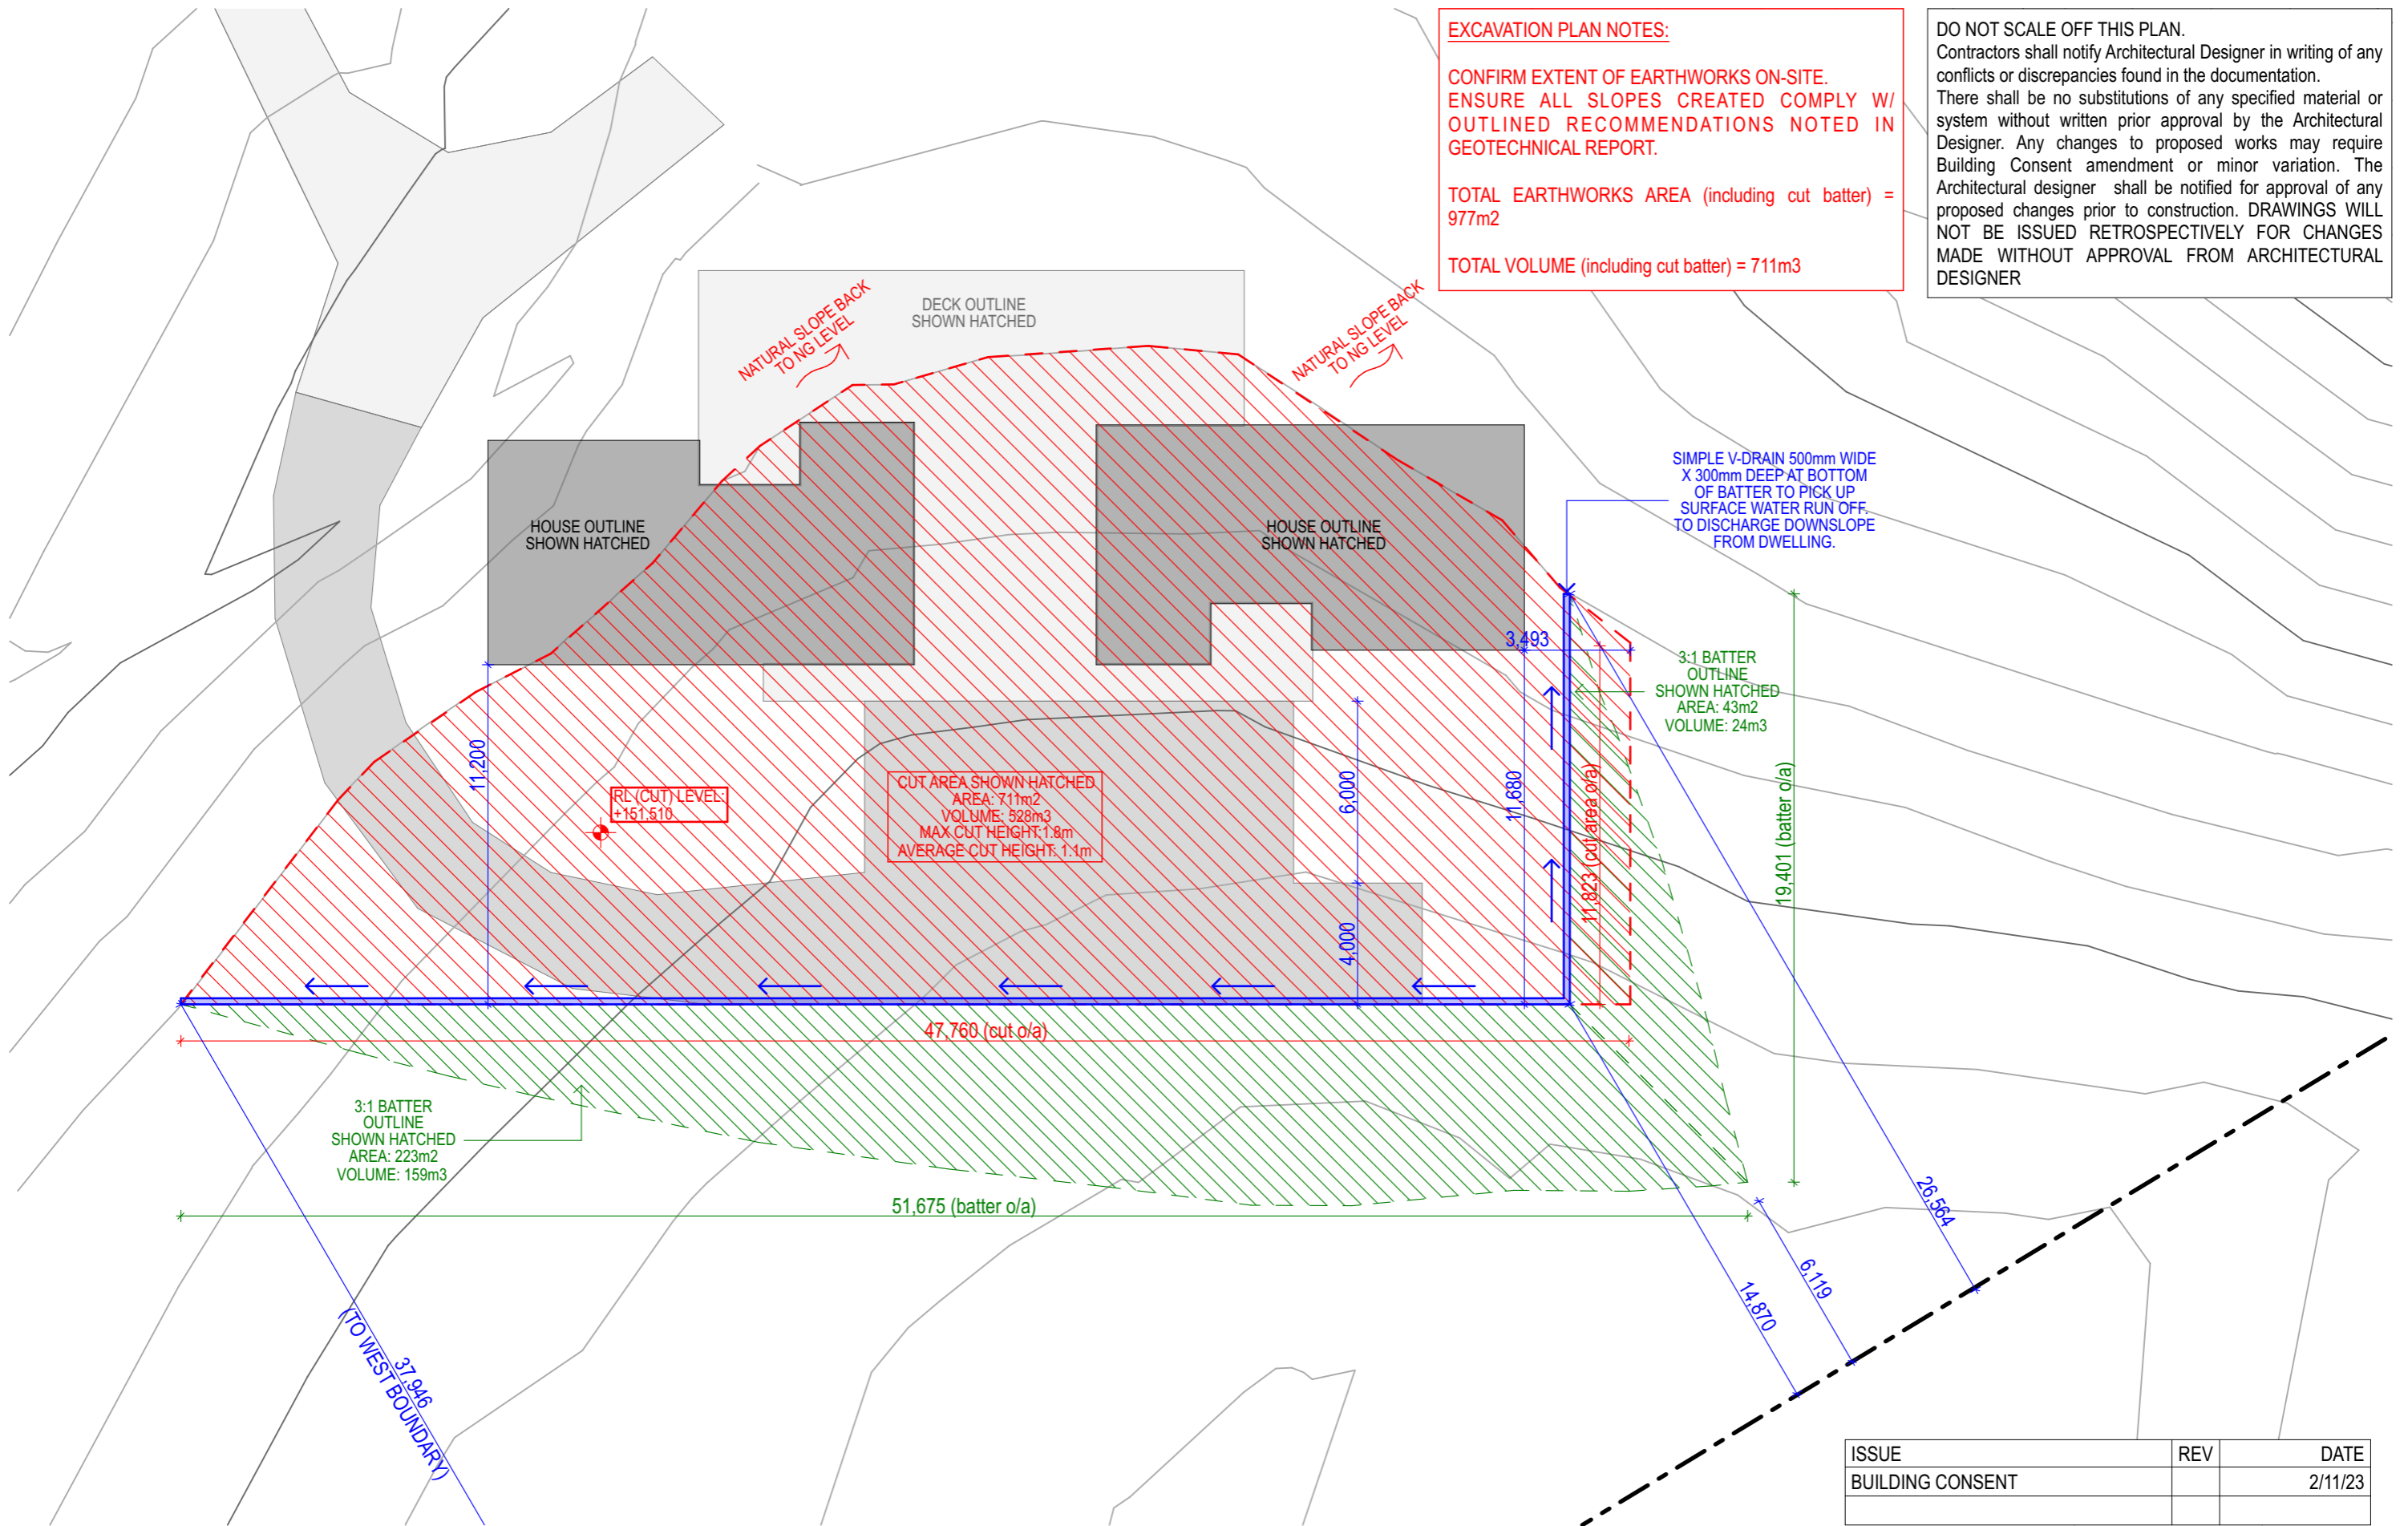 EXCAVATION PLAN NOTES:
CONFIRM EXTENT OF EARTHWORKS ON-SITE.
ENSURE ALL SLOPES CREATED COMPLY W/
OUTLINED RECOMMENDATIONS NOTED IN
GEOTECHNICAL REPORT.
TOTAL EARTHWORKS AREA (including cut batter) =
977m2
TOTAL VOLUME (including cut batter) = 711m3
DO NOT SCALE OFF THIS PLAN.
Contractors shall notify Architectural Designer in writing of any
conflicts or discrepancies found in the documentation.
There shall be no substitutions of any specified material or
system without written prior approval by the Architectural
Designer. Any changes to proposed works may require
Building Consent amendment or minor variation. The
Architectural designer shall be notified for approval of any
proposed changes prior to construction. DRAWINGS WILL
NOT BE ISSUED RETROSPECTIVELY FOR CHANGES
MADE WITHOUT APPROVAL FROM ARCHITECTURAL
DESIGNER
DECK OUTLINE
SHOWN HATCHED
NATURAL SLOPE BACK
TO NG LEVEL
NATURAL SLOPE BACK
TO NG LEVEL
HOUSE OUTLINE
SHOWN HATCHED
HOUSE OUTLINE
SHOWN HATCHED
SIMPLE V-DRAIN 500mm WIDE
X 300mm DEEP AT BOTTOM
OF BATTER TO PICK UP
SURFACE WATER RUN OFF.
TO DISCHARGE DOWNSLOPE
FROM DWELLING.
3,493
3:1 BATTER
OUTLINE
SHOWN HATCHED
AREA: 43m2
VOLUME: 24m3
11,200
RL (CUT) LEVEL:
+151,510
CUT AREA SHOWN HATCHED
AREA: 711m2
VOLUME: 528m3
MAX CUT HEIGHT:1.8m
AVERAGE CUT HEIGHT: 1.1m
6,000
4,000
11,680
11,823 (cut area o/a)
19,401 (batter o/a)
47,760 (cut o/a)
3:1 BATTER
OUTLINE
SHOWN HATCHED
AREA: 223m2
VOLUME: 159m3
51,675 (batter o/a)
26,564
6,119
14,870
37,946
(TO WEST BOUNDARY)
ISSUE REV DATE
BUILDING CONSENT 2/11/23